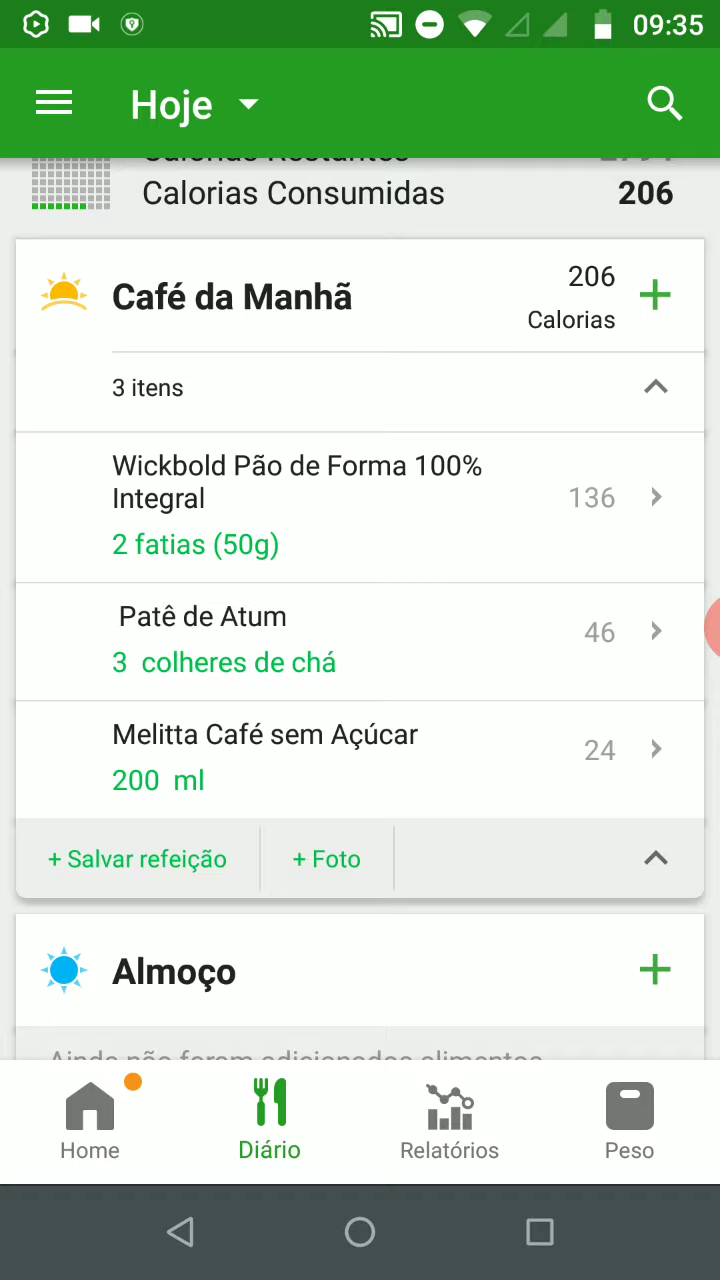 09:35
Hoje
Calorias Restantes
Calorias Consumidas 206
Café da Manhã
206
Calorias
3 itens
Wickbold Pão de Forma 100%
Integral
136
2 fatias (50g)
Patê de Atum
46
3 colheres de chá
Melitta Café sem Açúcar
24
200 ml
+ Salvar refeição
+ Foto
Almoço
Ainda não foram adicionados alimentos
Home
Diário
Relatórios
Peso